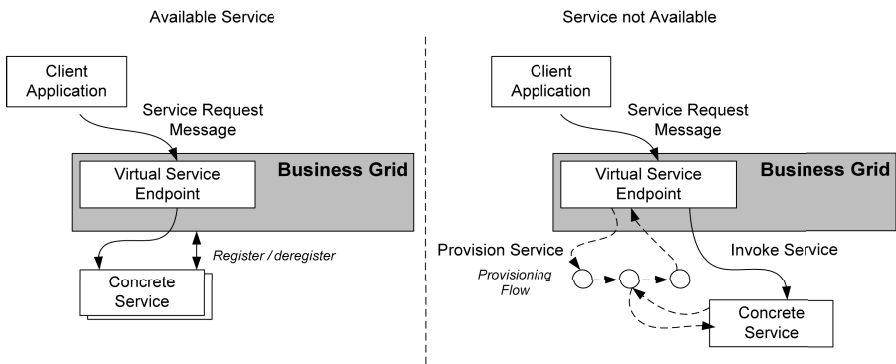 Available Service
Client
Application
Service Request
Message
Virtual Service
Endpoint
Business Grid
Register / deregister
Concrete
Service
Service not Available
Client
Application
Service Request
Message
Virtual Service
Endpoint
Business Grid
Provision Service
Invoke Service
Provisioning
Flow
Concrete
Service